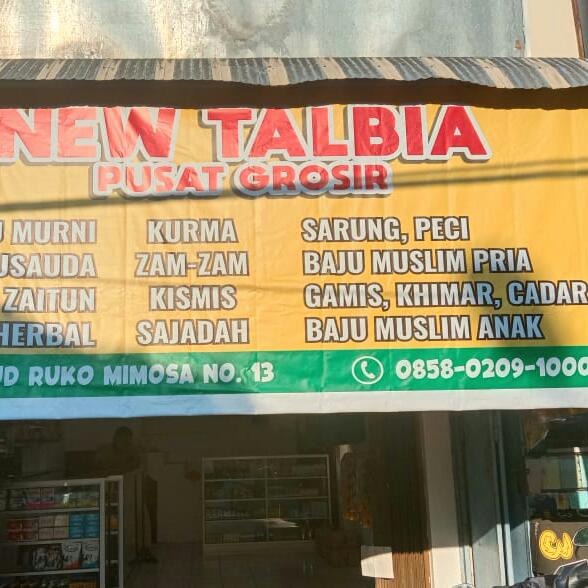 NEW TALBIA
PUSAT GROSIR
MURNI KURMA SARUNG, PECI
ZAM-ZAM BAJU MUSLIM PRIA
ZAITUN KISMIS GAMIS, KHIMAR, CADAR
HERBAL SAJADAH BAJU MUSLIM ANAK
RUKO MIMOSA NO. 13 0858-0209-1000